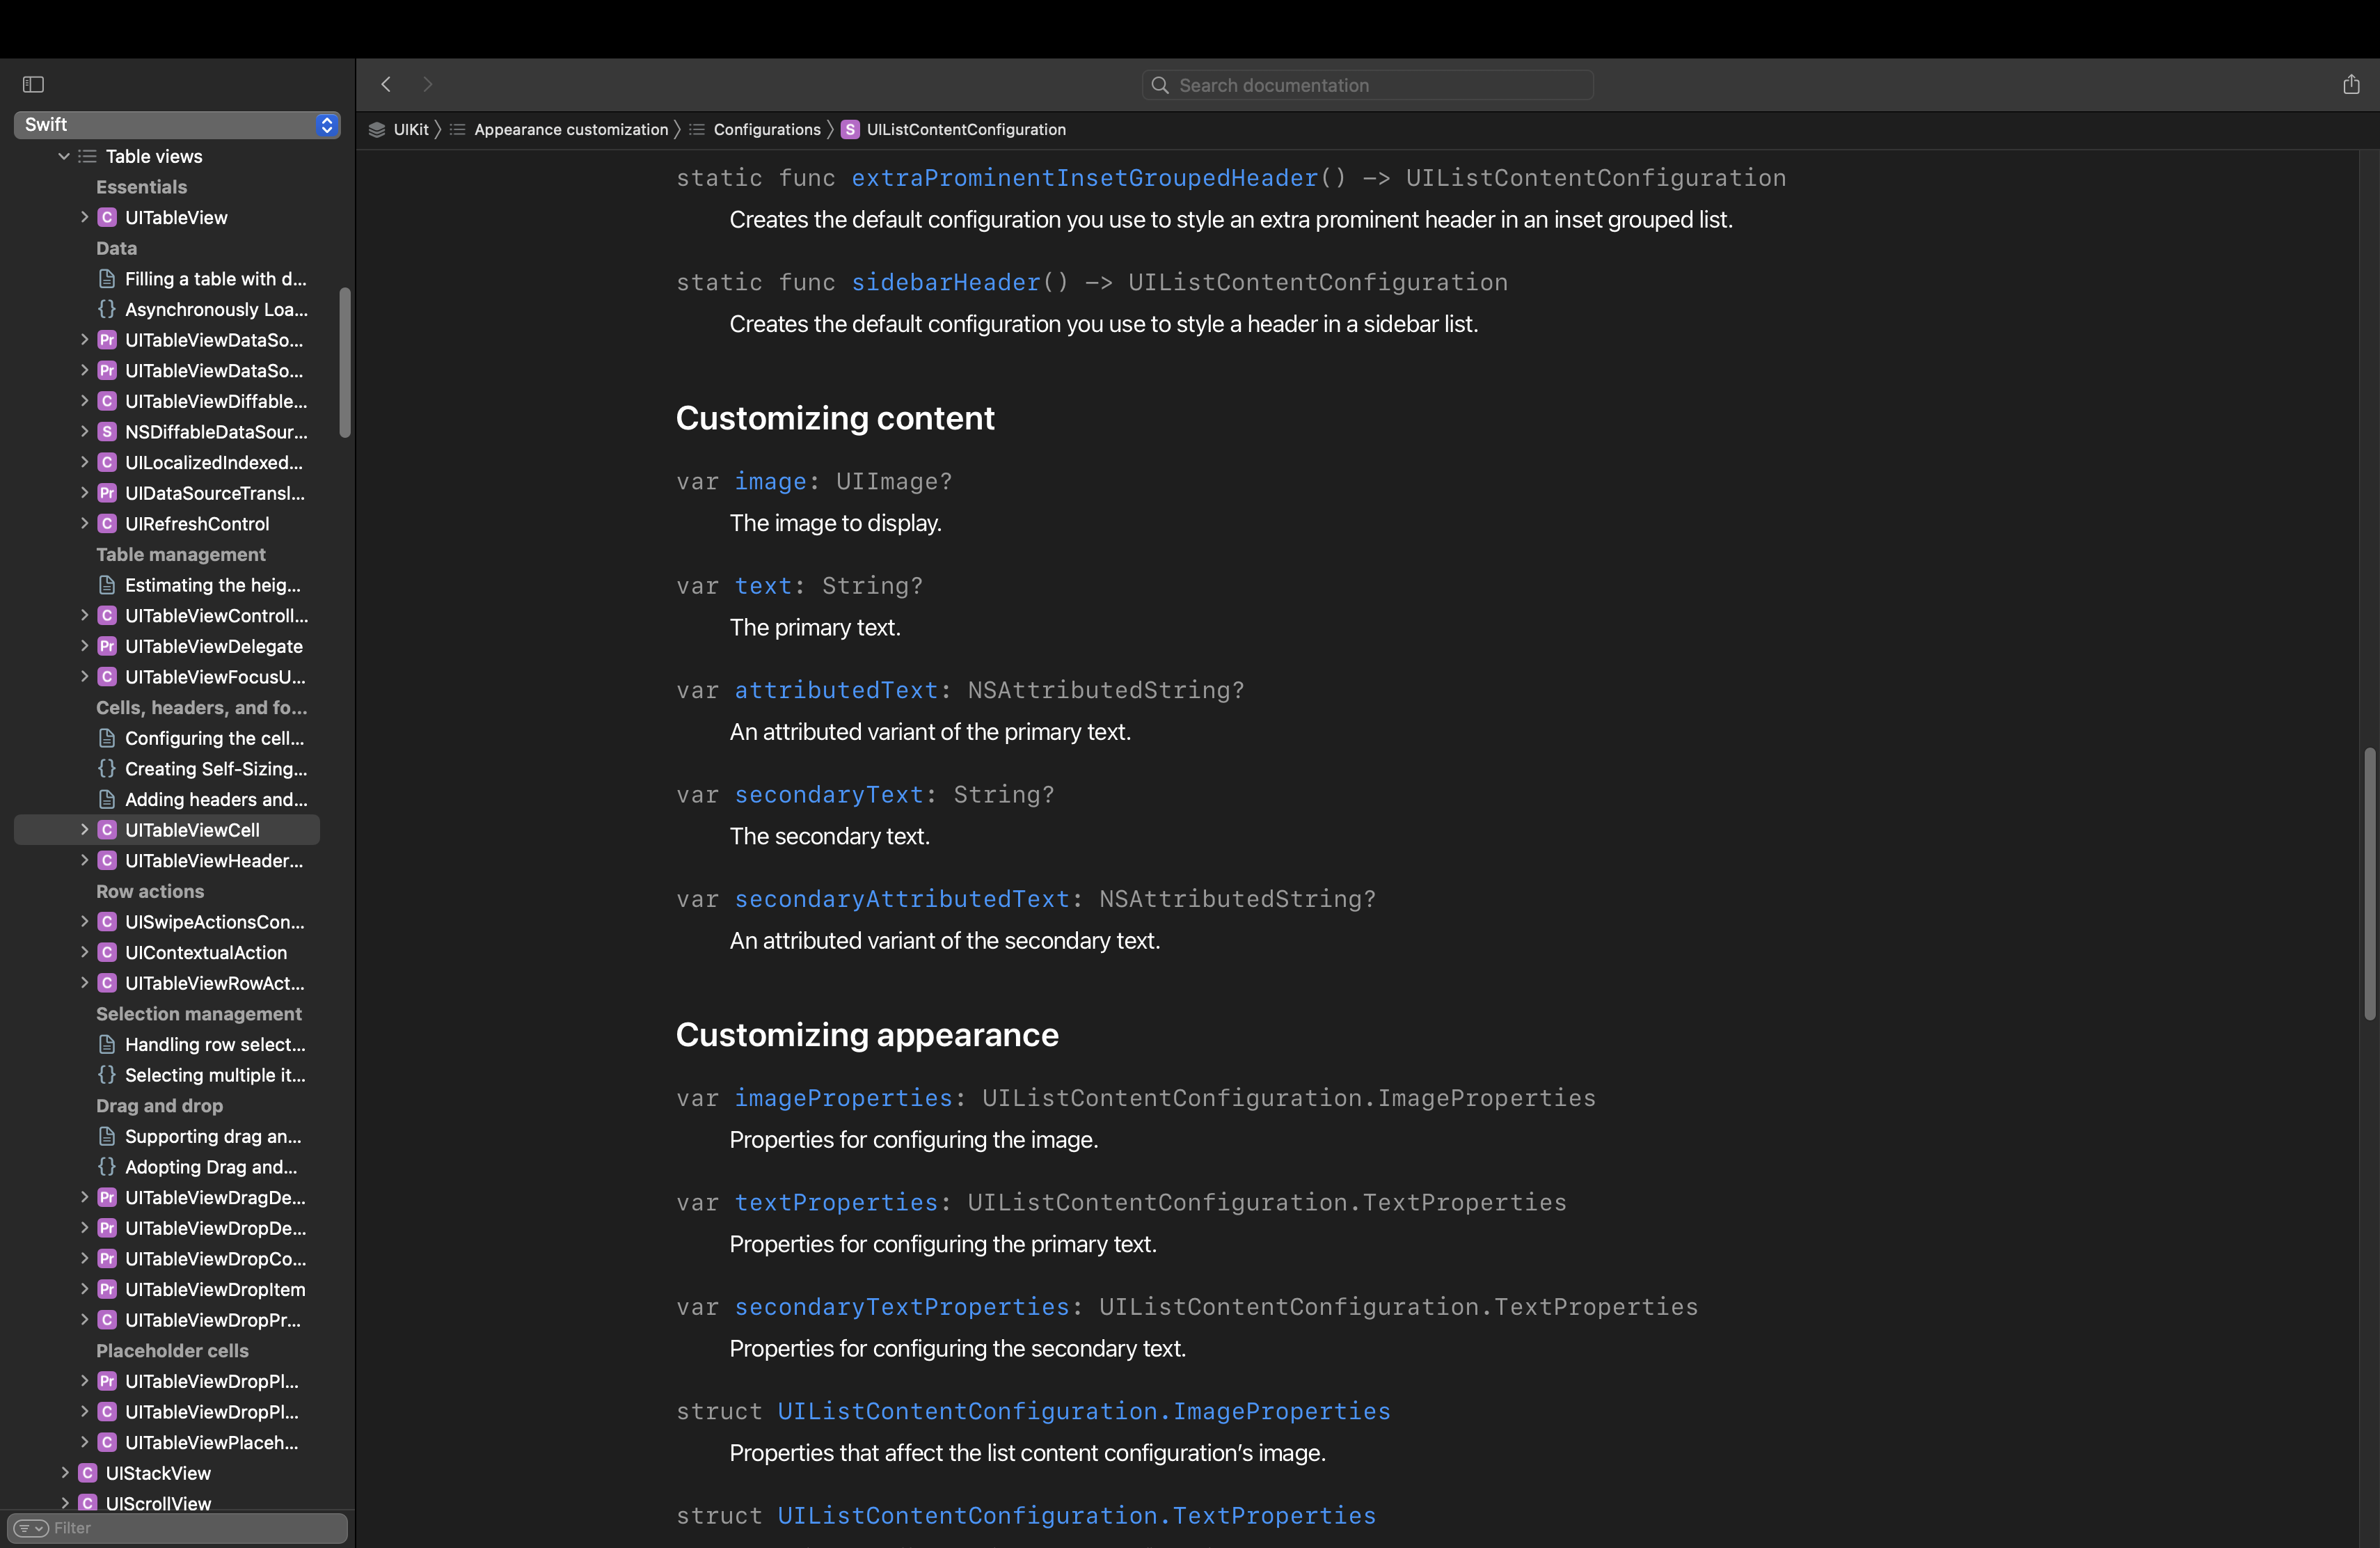 Search documentation
Swift
UIKit
Appearance customization
Configurations
S UIListContentConfiguration
Table views
Essentials
C UITableView
Data
Filling a table with d...
{} Asynchronously Loa...
Pr UITableViewDataSo...
Pr UITableViewDataSo...
C UITableViewDiffable...
S NSDiffableDataSour...
C UILocalizedIndexed...
Pr UIDataSourceTransl...
C UIRefreshControl
Table management
Estimating the heig...
C UITableViewControll...
Pr UITableViewDelegate
C UITableViewFocusU...
Cells, headers, and fo...
Configuring the cell...
{} Creating Self-Sizing...
Adding headers and...
C UITableViewCell
C UITableViewHeader...
Row actions
C UISwipeActionsCon...
C UIContextualAction
C UITableViewRowAct...
Selection management
Handling row select...
{} Selecting multiple it...
Drag and drop
Supporting drag an...
{} Adopting Drag and...
Pr UITableViewDragDe...
Pr UITableViewDropDe...
Pr UITableViewDropCo...
Pr UITableViewDropItem
C UITableViewDropPr...
Placeholder cells
Pr UITableViewDropPl...
C UITableViewDropPl...
C UITableViewPlaceh...
C UIStackView
C UIScrollView
Filter
static func extraProminentInsetGroupedHeader() -> UIListContentConfiguration
Creates the default configuration you use to style an extra prominent header in an inset grouped list.
static func sidebarHeader() -> UIListContentConfiguration
Creates the default configuration you use to style a header in a sidebar list.
Customizing content
var image: UIImage?
The image to display.
var text: String?
The primary text.
var attributedText: NSAttributedString?
An attributed variant of the primary text.
var secondaryText: String?
The secondary text.
var secondaryAttributedText: NSAttributedString?
An attributed variant of the secondary text.
Customizing appearance
var imageProperties: UIListContentConfiguration.ImageProperties
Properties for configuring the image.
var textProperties: UIListContentConfiguration.TextProperties
Properties for configuring the primary text.
var secondaryTextProperties: UIListContentConfiguration.TextProperties
Properties for configuring the secondary text.
struct UIListContentConfiguration.ImageProperties
Properties that affect the list content configuration’s image.
struct UIListContentConfiguration.TextProperties